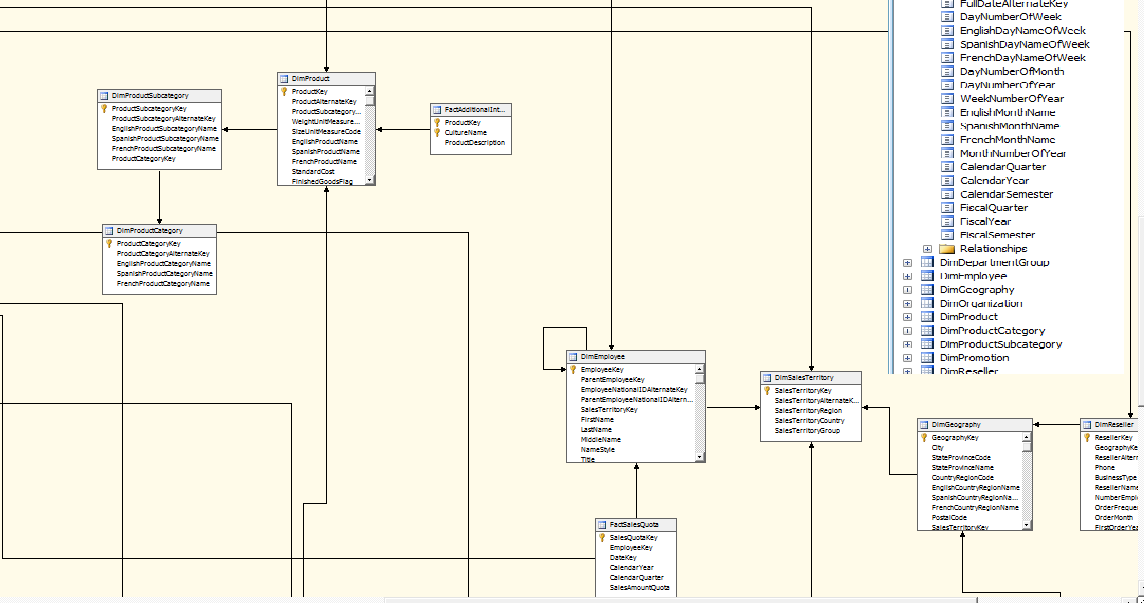 DimProductSubcategory
ProductSubcategoryKey
ProductSubcategoryAlternateKey
EnglishProductSubcategoryName
SpanishProductSubcategoryName
FrenchProductSubcategoryName
ProductCategoryKey
DimProduct
ProductKey
ProductAlternateKey
ProductSubcategory...
WeightUnitMeasure...
SizeUnitMeasureCode
EnglishProductName
SpanishProductName
FrenchProductName
StandardCost
FinishedGoodsFlag
FactAdditionalInt...
ProductKey
CultureName
ProductDescription
DimProductCategory
ProductCategoryKey
ProductCategoryAlternateKey
EnglishProductCategoryName
SpanishProductCategoryName
FrenchProductCategoryName
DimEmployee
EmployeeKey
ParentEmployeeKey
EmployeeNationalIDAlternateKey
ParentEmployeeNationalIDAltern...
SalesTerritoryKey
FirstName
LastName
MiddleName
NameStyle
Title
DimSalesTerritory
SalesTerritoryKey
SalesTerritoryAlternateK...
SalesTerritoryRegion
SalesTerritoryCountry
SalesTerritoryGroup
FactSalesQuota
SalesQuotaKey
EmployeeKey
DateKey
CalendarYear
CalendarQuarter
SalesAmountQuota
DimGeography
GeographyKey
City
StateProvinceCode
StateProvinceName
CountryRegionCode
EnglishCountryRegionName
SpanishCountryRegionNa...
FrenchCountryRegionName
PostalCode
SalesTerritoryKey
DimReseller
ResellerKey
GeographyKe
ResellerAltern
Phone
BusinessType
ResellerName
NumberEmplo
OrderFrequen
OrderMonth
FirstOrderYea
FullDateAlternateKey
DayNumberOfWeek
EnglishDayNameOfWeek
SpanishDayNameOfWeek
FrenchDayNameOfWeek
DayNumberOfMonth
DayNumberOfYear
WeekNumberOfYear
EnglishMonthName
SpanishMonthName
FrenchMonthName
MonthNumberOfYear
CalendarQuarter
CalendarYear
CalendarSemester
FiscalQuarter
FiscalYear
FiscalSemester
Relationships
DimDepartmentGroup
DimEmployee
DimGeography
DimOrganization
DimProduct
DimProductCategory
DimProductSubcategory
DimPromotion
DimReseller